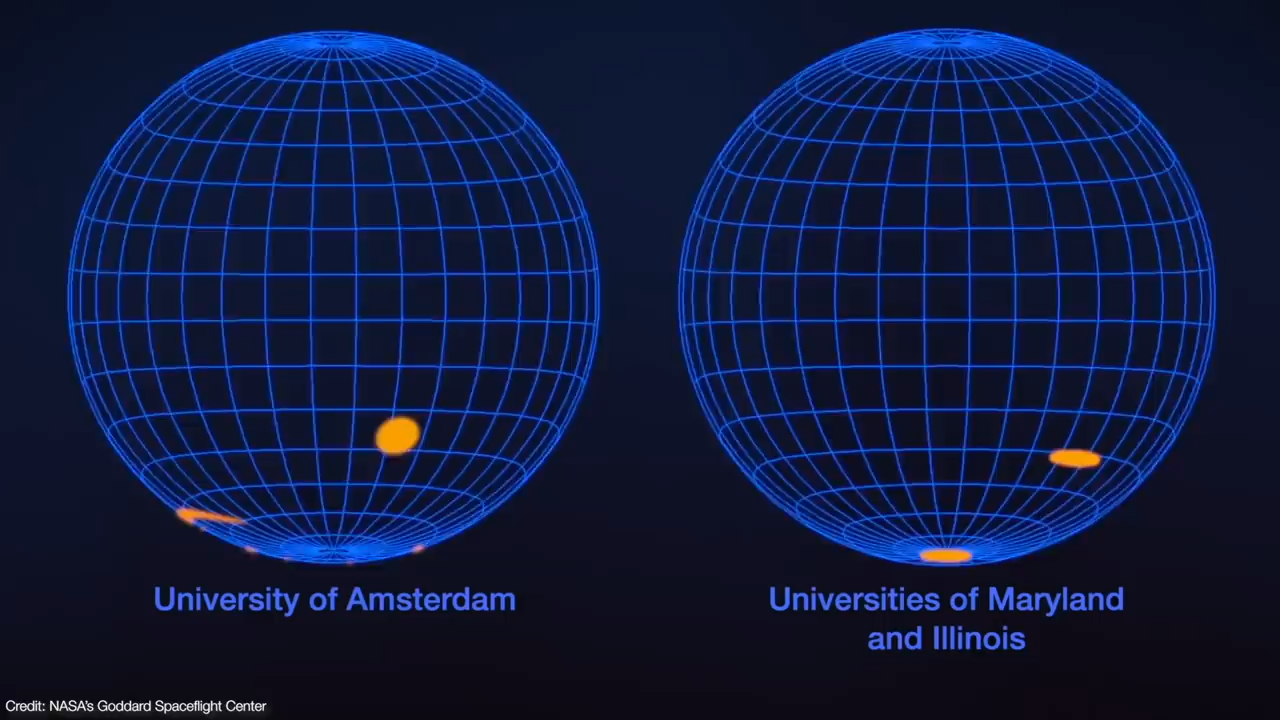 University of Amsterdam
Universities of Maryland
and Illinois
Credit: NASA's Goddard Spaceflight Center